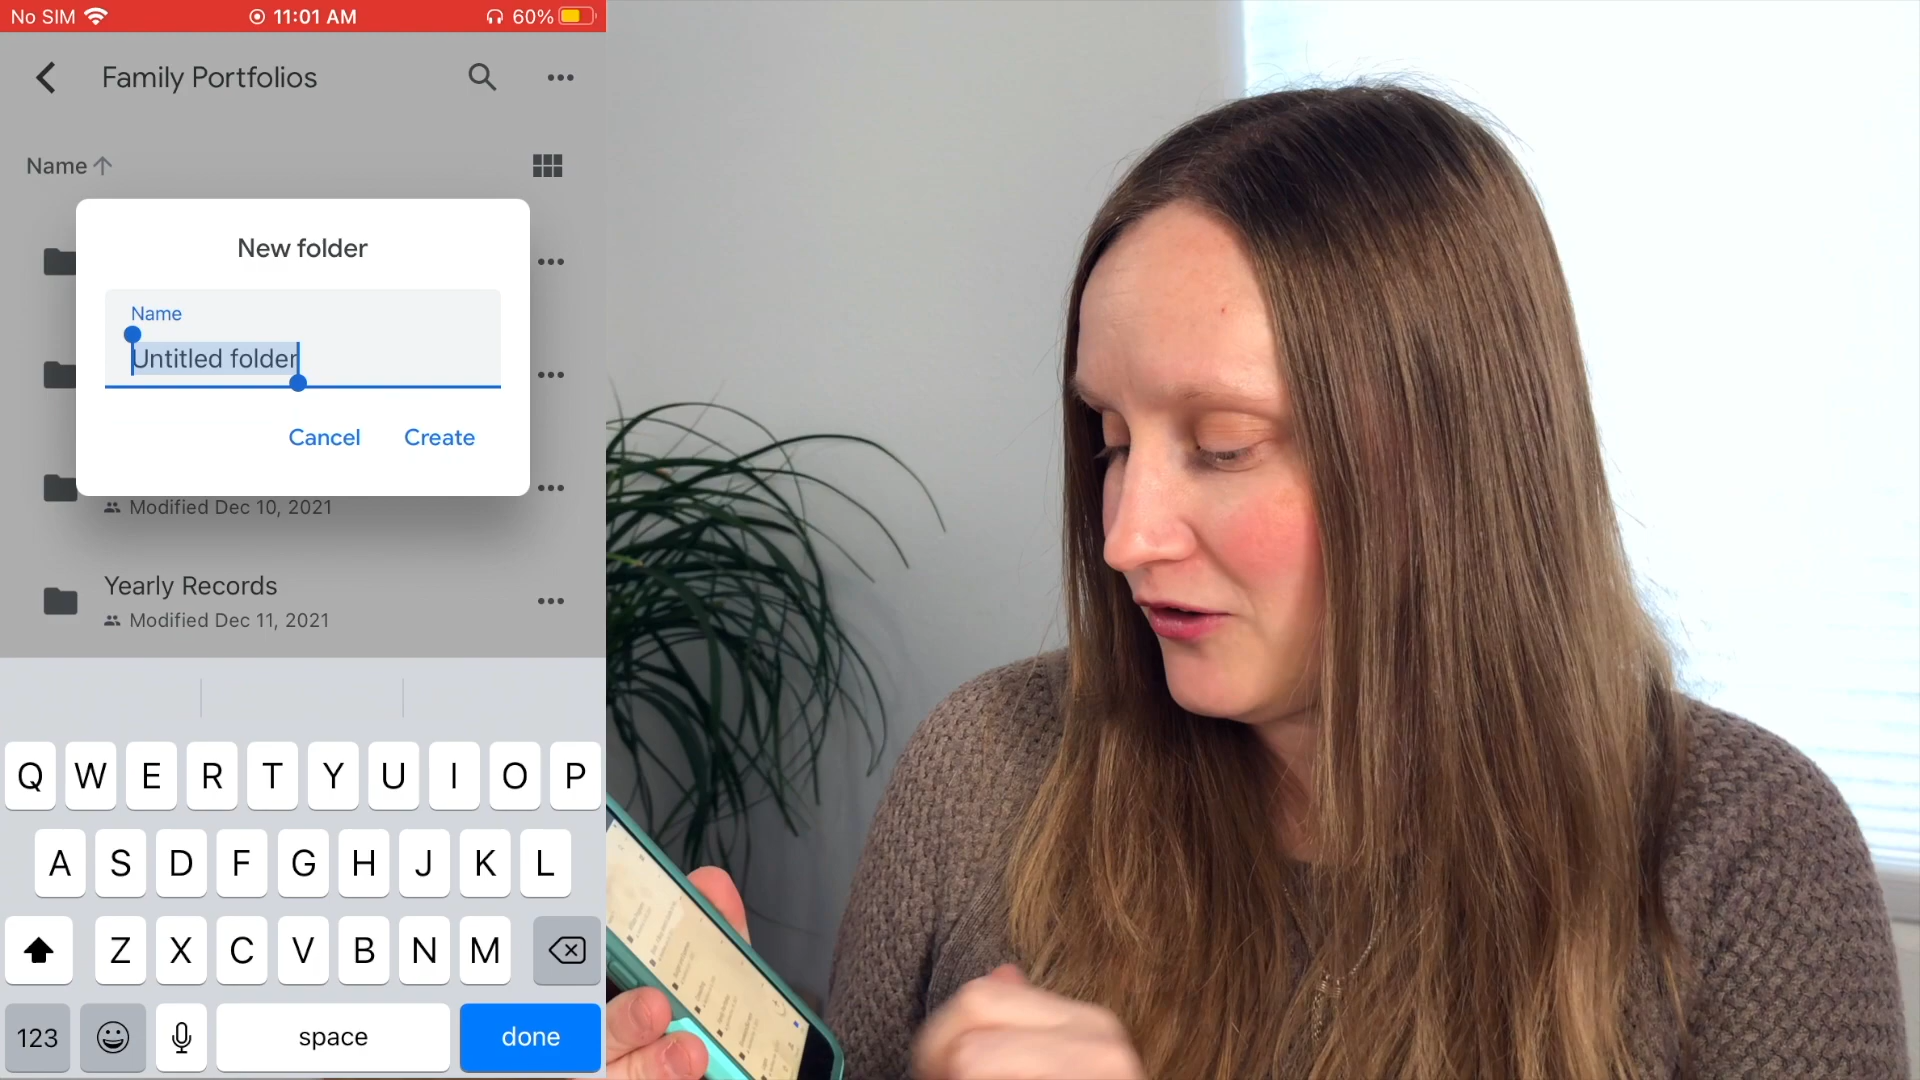 No SIM 11:01 AM 60%
Family Portfolios
Name
New folder
Name
Untitled folder
Cancel Create
Modified Dec 10, 2021
Yearly Records
Modified Dec 11, 2021
Q W E R T Y U I O P
A S D F G H J K L
Z X C V B N M
123 space done